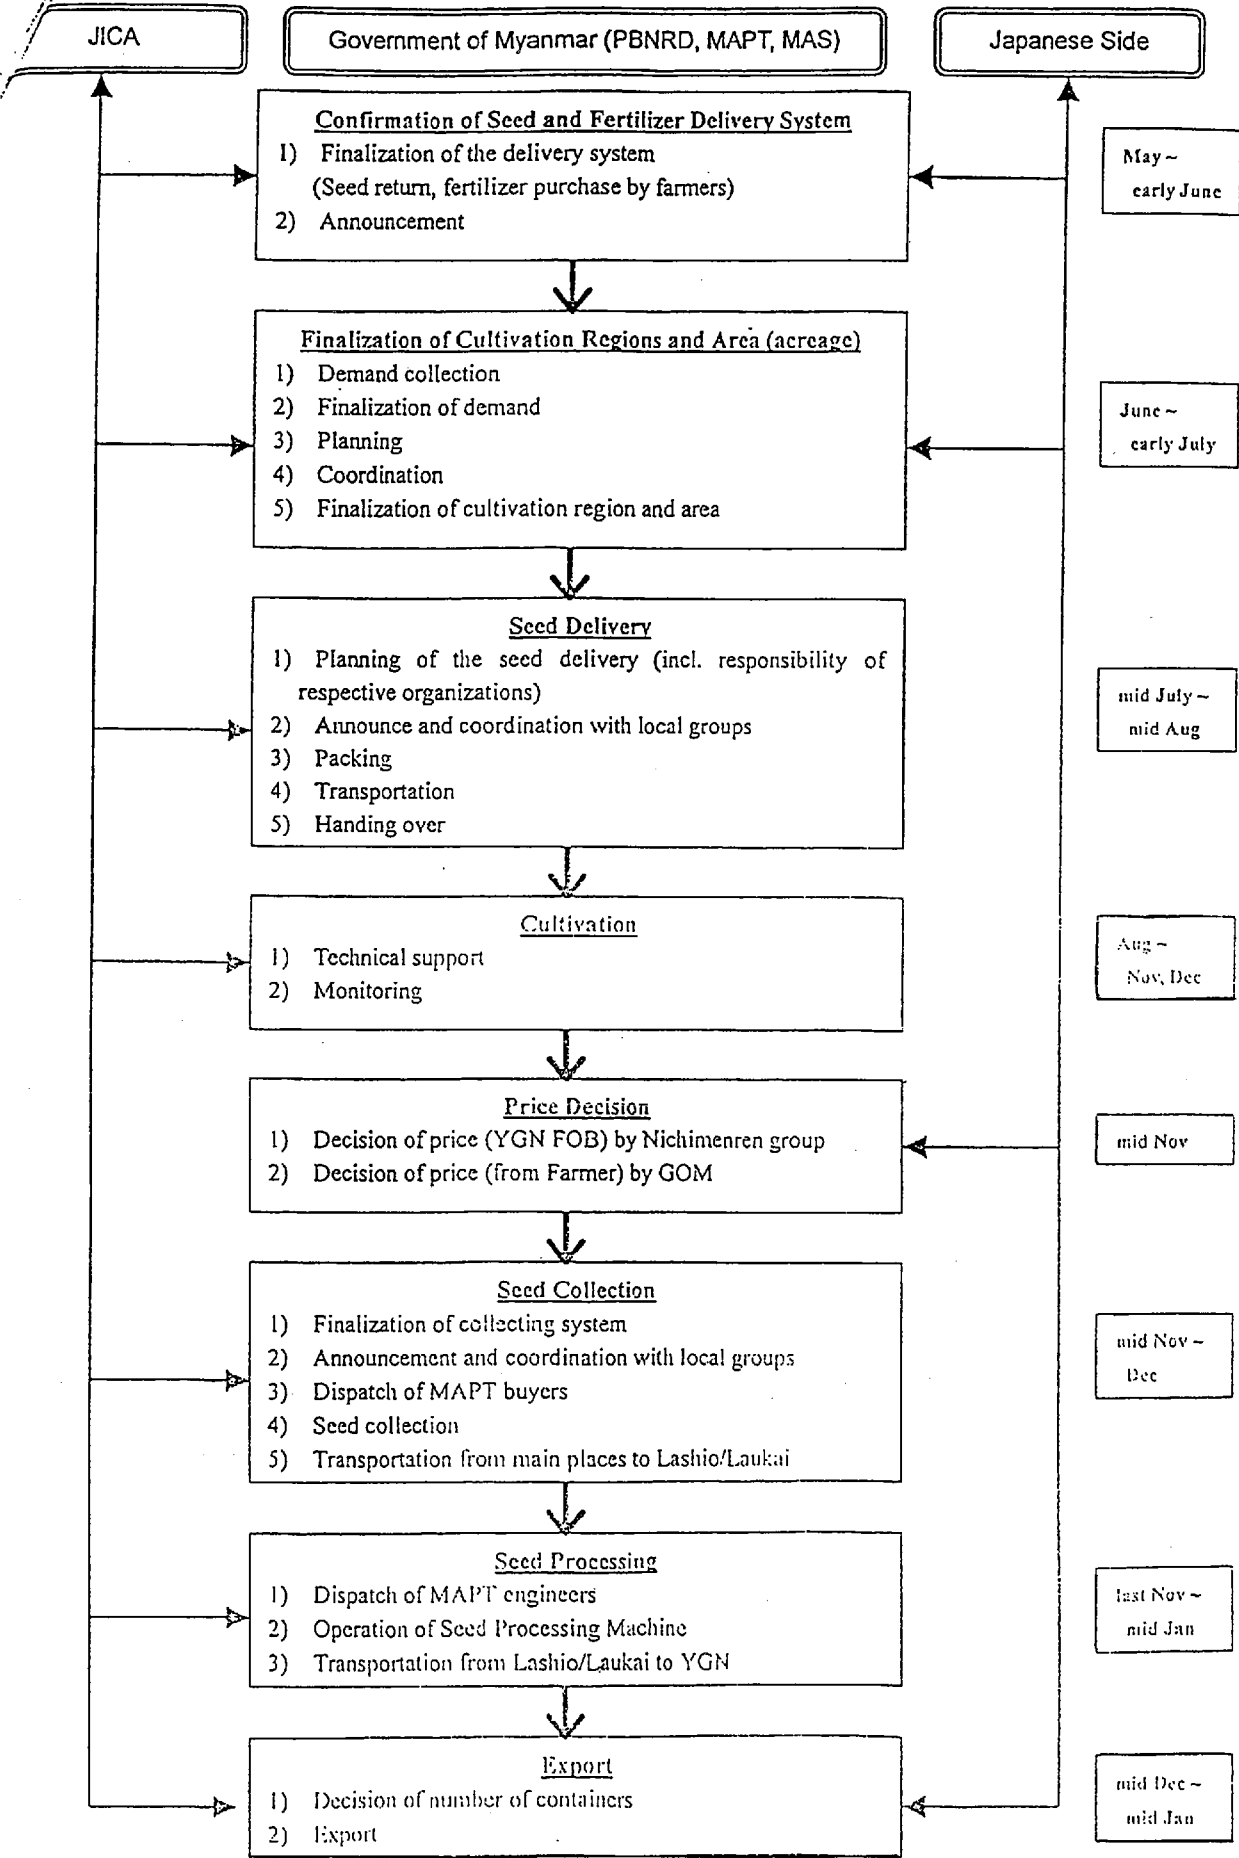 JICA
Government of Myanmar (PBNRD, MAPT, MAS)
Japanese Side
Confirmation of Seed and Fertilizer Delivery System
1) Finalization of the delivery system
(Seed return, fertilizer purchase by farmers)
2) Announcement
May ~
early June
Finalization of Cultivation Regions and Area (acreage)
1) Demand collection
2) Finalization of demand
3) Planning
4) Coordination
5) Finalization of cultivation region and area
June ~
early July
Seed Delivery
1) Planning of the seed delivery (incl. responsibility of
respective organizations)
2) Announce and coordination with local groups
3) Packing
4) Transportation
5) Handing over
mid July ~
mid Aug
Cultivation
1) Technical support
2) Monitoring
Aug ~
Nov, Dec
Price Decision
1) Decision of price (YGN FOB) by Nichimenren group
2) Decision of price (from Farmer) by GOM
mid Nov
Seed Collection
1) Finalization of collecting system
2) Announcement and coordination with local groups
3) Dispatch of MAPT buyers
4) Seed collection
5) Transportation from main places to Lashio/Laukai
mid Nov ~
Dec
Seed Processing
1) Dispatch of MAPT engineers
2) Operation of Seed Processing Machine
3) Transportation from Lashio/Laukai to YGN
last Nov ~
mid Jan
Export
1) Decision of number of containers
2) Export
mid Dec ~
mid Jan